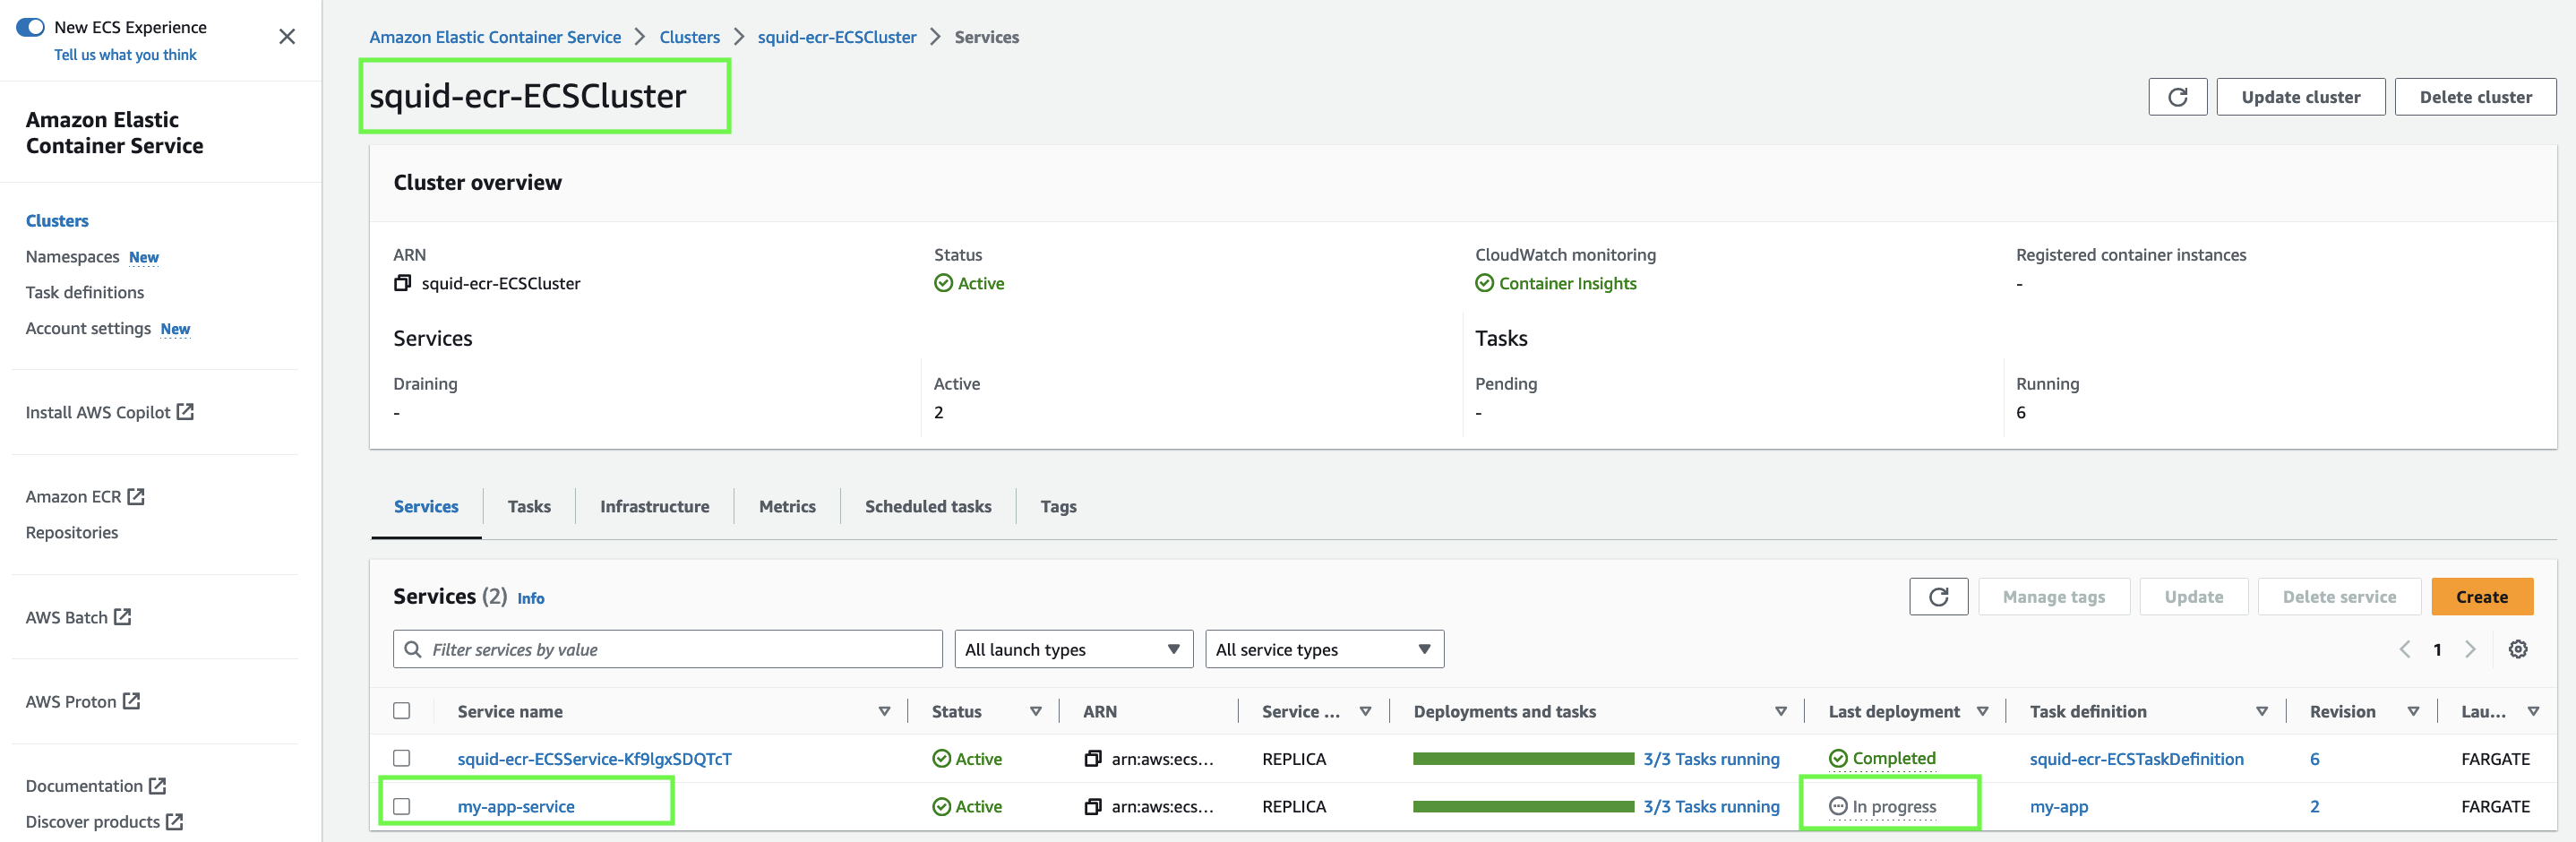 New ECS Experience
Tell us what you think
Amazon Elastic
Container Service
Clusters
Namespaces New
Task definitions
Account settings New
Install AWS Copilot
Amazon ECR
Repositories
AWS Batch
AWS Proton
Documentation
Discover products
Amazon Elastic Container Service > Clusters > squid-ecr-ECSCluster > Services
squid-ecr-ECSCluster
Update cluster Delete cluster
Cluster overview
ARN Status CloudWatch monitoring Registered container instances
squid-ecr-ECSCluster Active Container Insights -
Services Tasks
Draining Active Pending Running
- 2 - 6
Services Tasks Infrastructure Metrics Scheduled tasks Tags
Services (2) Info Manage tags Update Delete service Create
Filter services by value All launch types All service types 1
Service name Status ARN Service ... Deployments and tasks Last deployment Task definition Revision Lau...
squid-ecr-ECSService-Kf9lgxSDQTcT Active arn:aws:ecs... REPLICA 3/3 Tasks running Completed squid-ecr-ECSTaskDefinition 6 FARGATE
my-app-service Active arn:aws:ecs... REPLICA 3/3 Tasks running In progress my-app 2 FARGATE